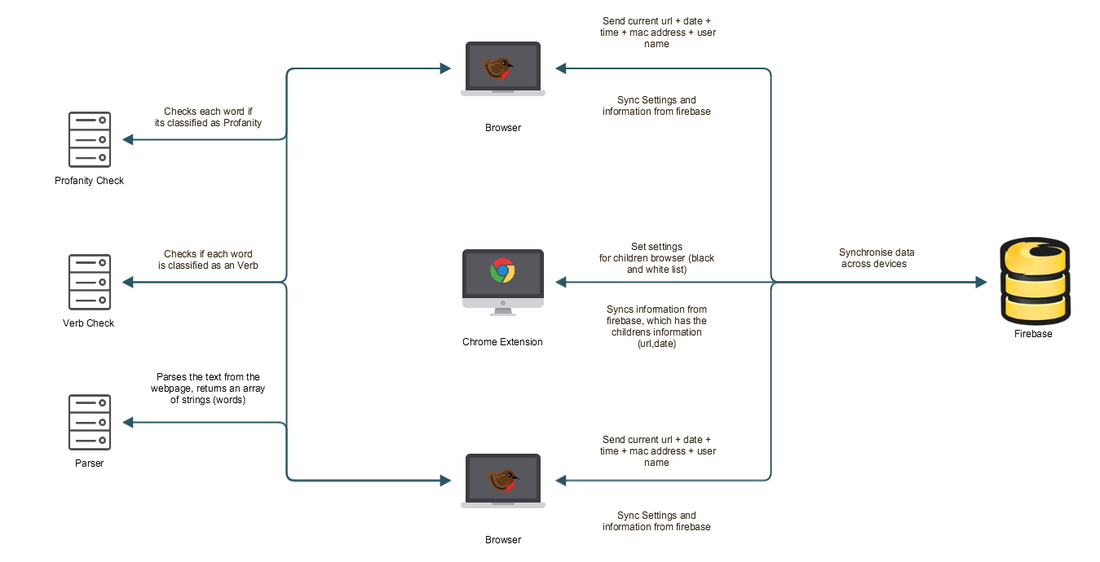 Send current url + date +
time + mac address + user
name
Sync Settings and
information from firebase
Browser
Checks each word if
its classified as Profanity
Profanity Check
Checks if each word
is classified as an Verb
Verb Check
Set settings
for children browser (black
and white list)
Synchronise data
across devices
Syncs information from
firebase, which has the
childrens information
(url,date)
Chrome Extension
Firebase
Parses the text from the
webpage, returns an array
of strings (words)
Parser
Send current url + date +
time + mac address + user
name
Sync Settings and
information from firebase
Browser